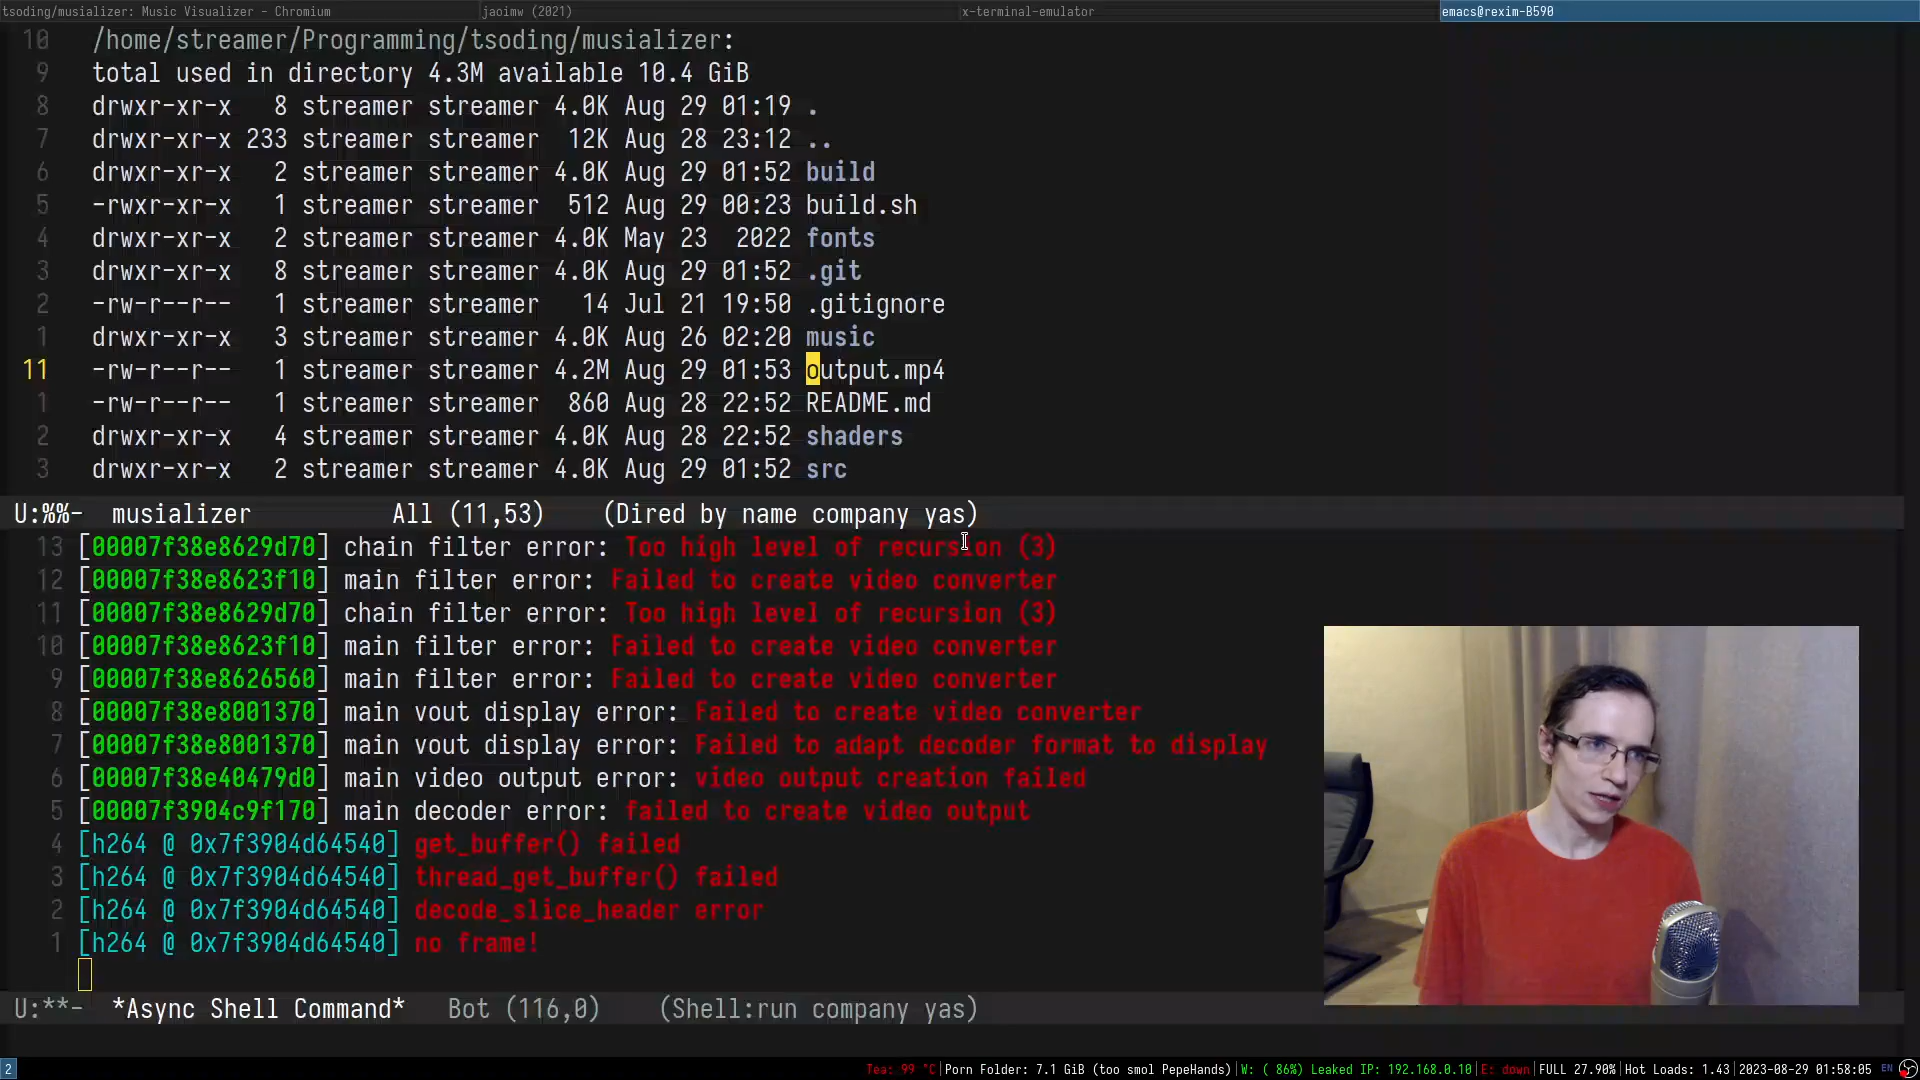 tsoding/musializer: Music Visualizer - Chromium
jaoimw (2021)
x-terminal-emulator
emacs@rexim-B590
10 /home/streamer/Programming/tsoding/musializer:
9 total used in directory 4.3M available 10.4 GiB
8 drwxr-xr-x 8 streamer streamer 4.0K Aug 29 01:19 .
7 drwxr-xr-x 233 streamer streamer 12K Aug 28 23:12 ..
6 drwxr-xr-x 2 streamer streamer 4.0K Aug 29 01:52 build
5 -rwxr-xr-x 1 streamer streamer 512 Aug 29 00:23 build.sh
4 drwxr-xr-x 2 streamer streamer 4.0K May 23 2022 fonts
3 drwxr-xr-x 8 streamer streamer 4.0K Aug 29 01:52 .git
2 -rw-r--r-- 1 streamer streamer 14 Jul 21 19:50 .gitignore
1 drwxr-xr-x 3 streamer streamer 4.0K Aug 26 02:20 music
11 -rw-r--r-- 1 streamer streamer 4.2M Aug 29 01:53 output.mp4
1 -rw-r--r-- 1 streamer streamer 860 Aug 28 22:52 README.md
2 drwxr-xr-x 4 streamer streamer 4.0K Aug 28 22:52 shaders
3 drwxr-xr-x 2 streamer streamer 4.0K Aug 29 01:52 src
U:%%- musializer All (11,53) (Dired by name company yas)
13 [00007f38e8629d70] chain filter error: Too high level of recursion (3)
12 [00007f38e8623f10] main filter error: Failed to create video converter
11 [00007f38e8629d70] chain filter error: Too high level of recursion (3)
10 [00007f38e8623f10] main filter error: Failed to create video converter
9 [00007f38e8626560] main filter error: Failed to create video converter
8 [00007f38e8001370] main vout display error: Failed to create video converter
7 [00007f38e8001370] main vout display error: Failed to adapt decoder format to display
6 [00007f38e40479d0] main video output error: video output creation failed
5 [00007f3904c9f170] main decoder error: failed to create video output
4 [h264 @ 0x7f3904d64540] get_buffer() failed
3 [h264 @ 0x7f3904d64540] thread_get_buffer() failed
2 [h264 @ 0x7f3904d64540] decode_slice_header error
1 [h264 @ 0x7f3904d64540] no frame!
U:**- *Async Shell Command* Bot (116,0) (Shell:run company yas)
2 Tea: 99 °C|Porn Folder: 7.1 GiB (too smol PepeHands)|W: ( 86%) Leaked IP: 192.168.0.10|E: down|FULL 27.90%|Hot Loads: 1.43|2023-08-29 01:58:05 EN